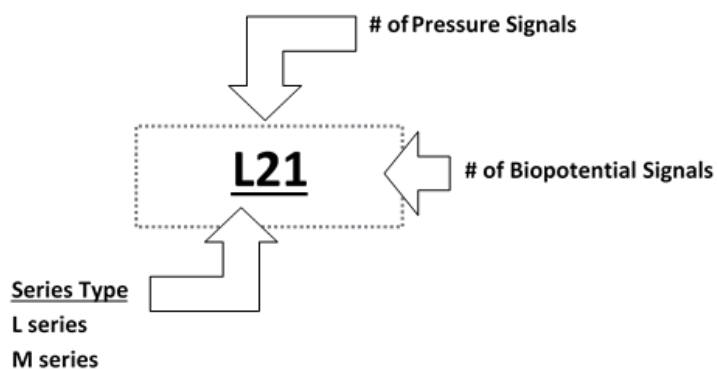 # of Pressure Signals
L21
# of Biopotential Signals
Series Type
L series
M series